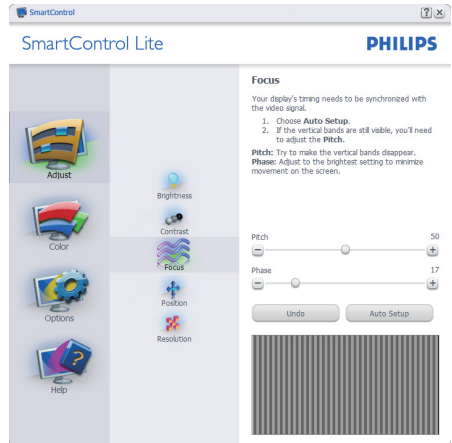 SmartControl
? ×
SmartControl Lite
PHILIPS
Adjust
Color
Options
Help
Brightness
Contrast
Focus
Position
Resolution
Focus
Your display's timing needs to be synchronized with
the video signal.
1. Choose Auto Setup.
2. If the vertical bands are still visible, you'll need
to adjust the Pitch.
Pitch: Try to make the vertical bands disappear.
Phase: Adjust to the brightest setting to minimize
movement on the screen.
Pitch 50
Phase 17
Undo Auto Setup